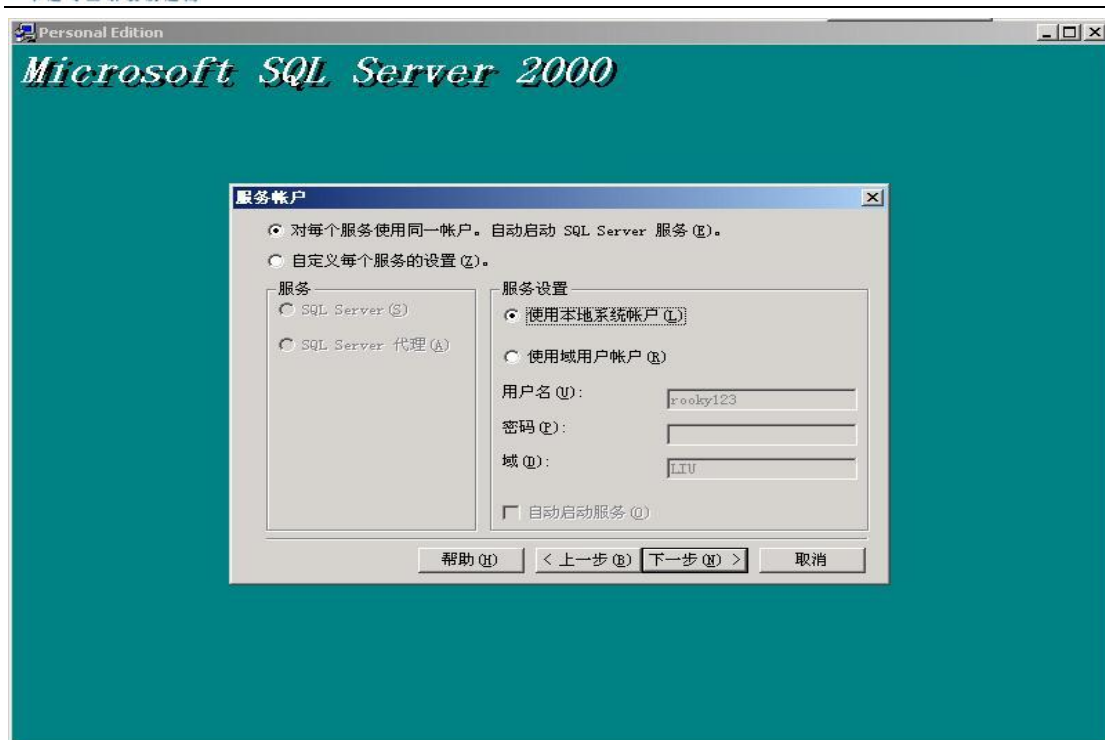 Personal Edition
Microsoft SQL Server 2000
服务帐户
对每个服务使用同一帐户。自动启动 SQL Server 服务(E)。
自定义每个服务的设置(Z)。
服务
SQL Server(S)
SQL Server 代理(A)
服务设置
使用本地系统帐户(L)
使用域用户帐户(R)
用户名(U):
rooky123
密码(P):
域(D):
LIU
自动启动服务(O)
帮助(H)
< 上一步(B)
下一步(N) >
取消